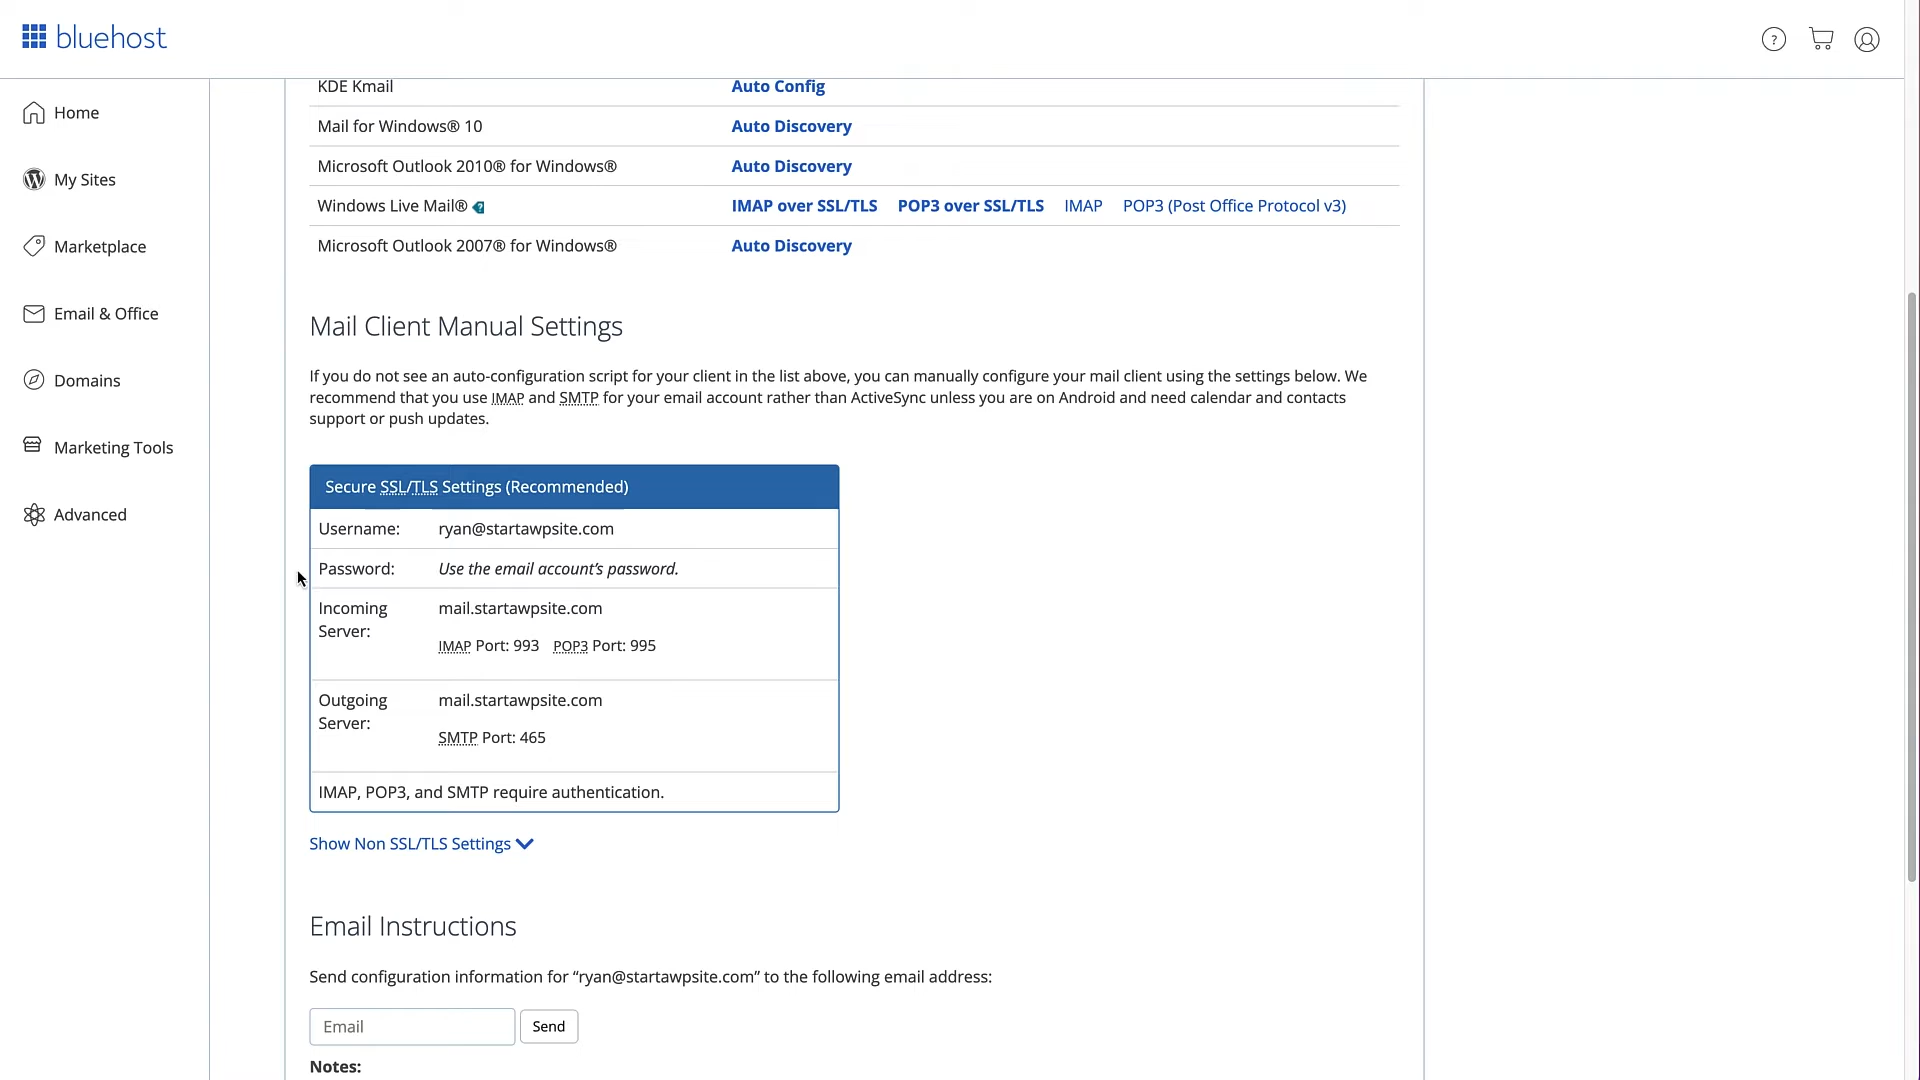 bluehost
?
Home
My Sites
Marketplace
Email & Office
Domains
Marketing Tools
Advanced
KDE Kmail Auto Config
Mail for Windows® 10 Auto Discovery
Microsoft Outlook 2010® for Windows® Auto Discovery
Windows Live Mail® ? IMAP over SSL/TLS POP3 over SSL/TLS IMAP POP3 (Post Office Protocol v3)
Microsoft Outlook 2007® for Windows® Auto Discovery
Mail Client Manual Settings
If you do not see an auto-configuration script for your client in the list above, you can manually configure your mail client using the settings below. We
recommend that you use IMAP and SMTP for your email account rather than ActiveSync unless you are on Android and need calendar and contacts
support or push updates.
Secure SSL/TLS Settings (Recommended)
Username: ryan@startawpsite.com
Password: Use the email account’s password.
Incoming Server: mail.startawpsite.com
IMAP Port: 993 POP3 Port: 995
Outgoing Server: mail.startawpsite.com
SMTP Port: 465
IMAP, POP3, and SMTP require authentication.
Show Non SSL/TLS Settings
Email Instructions
Send configuration information for “ryan@startawpsite.com” to the following email address:
Email Send
Notes: